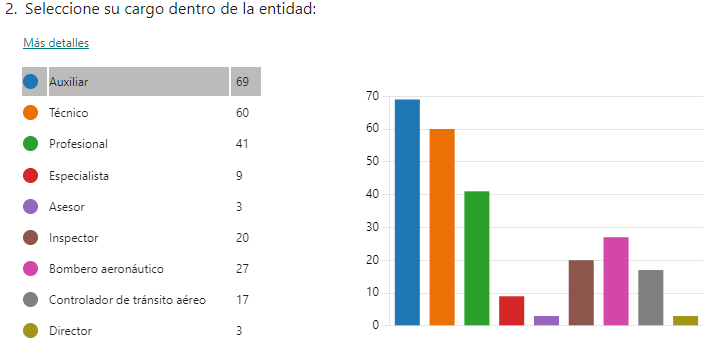 2. Seleccione su cargo dentro de la entidad:
Más detalles
Auxiliar 69
Técnico 60
Profesional 41
Especialista 9
Asesor 3
Inspector 20
Bombero aeronáutico 27
Controlador de tránsito aéreo 17
Director 3
70
60
50
40
30
20
10
0